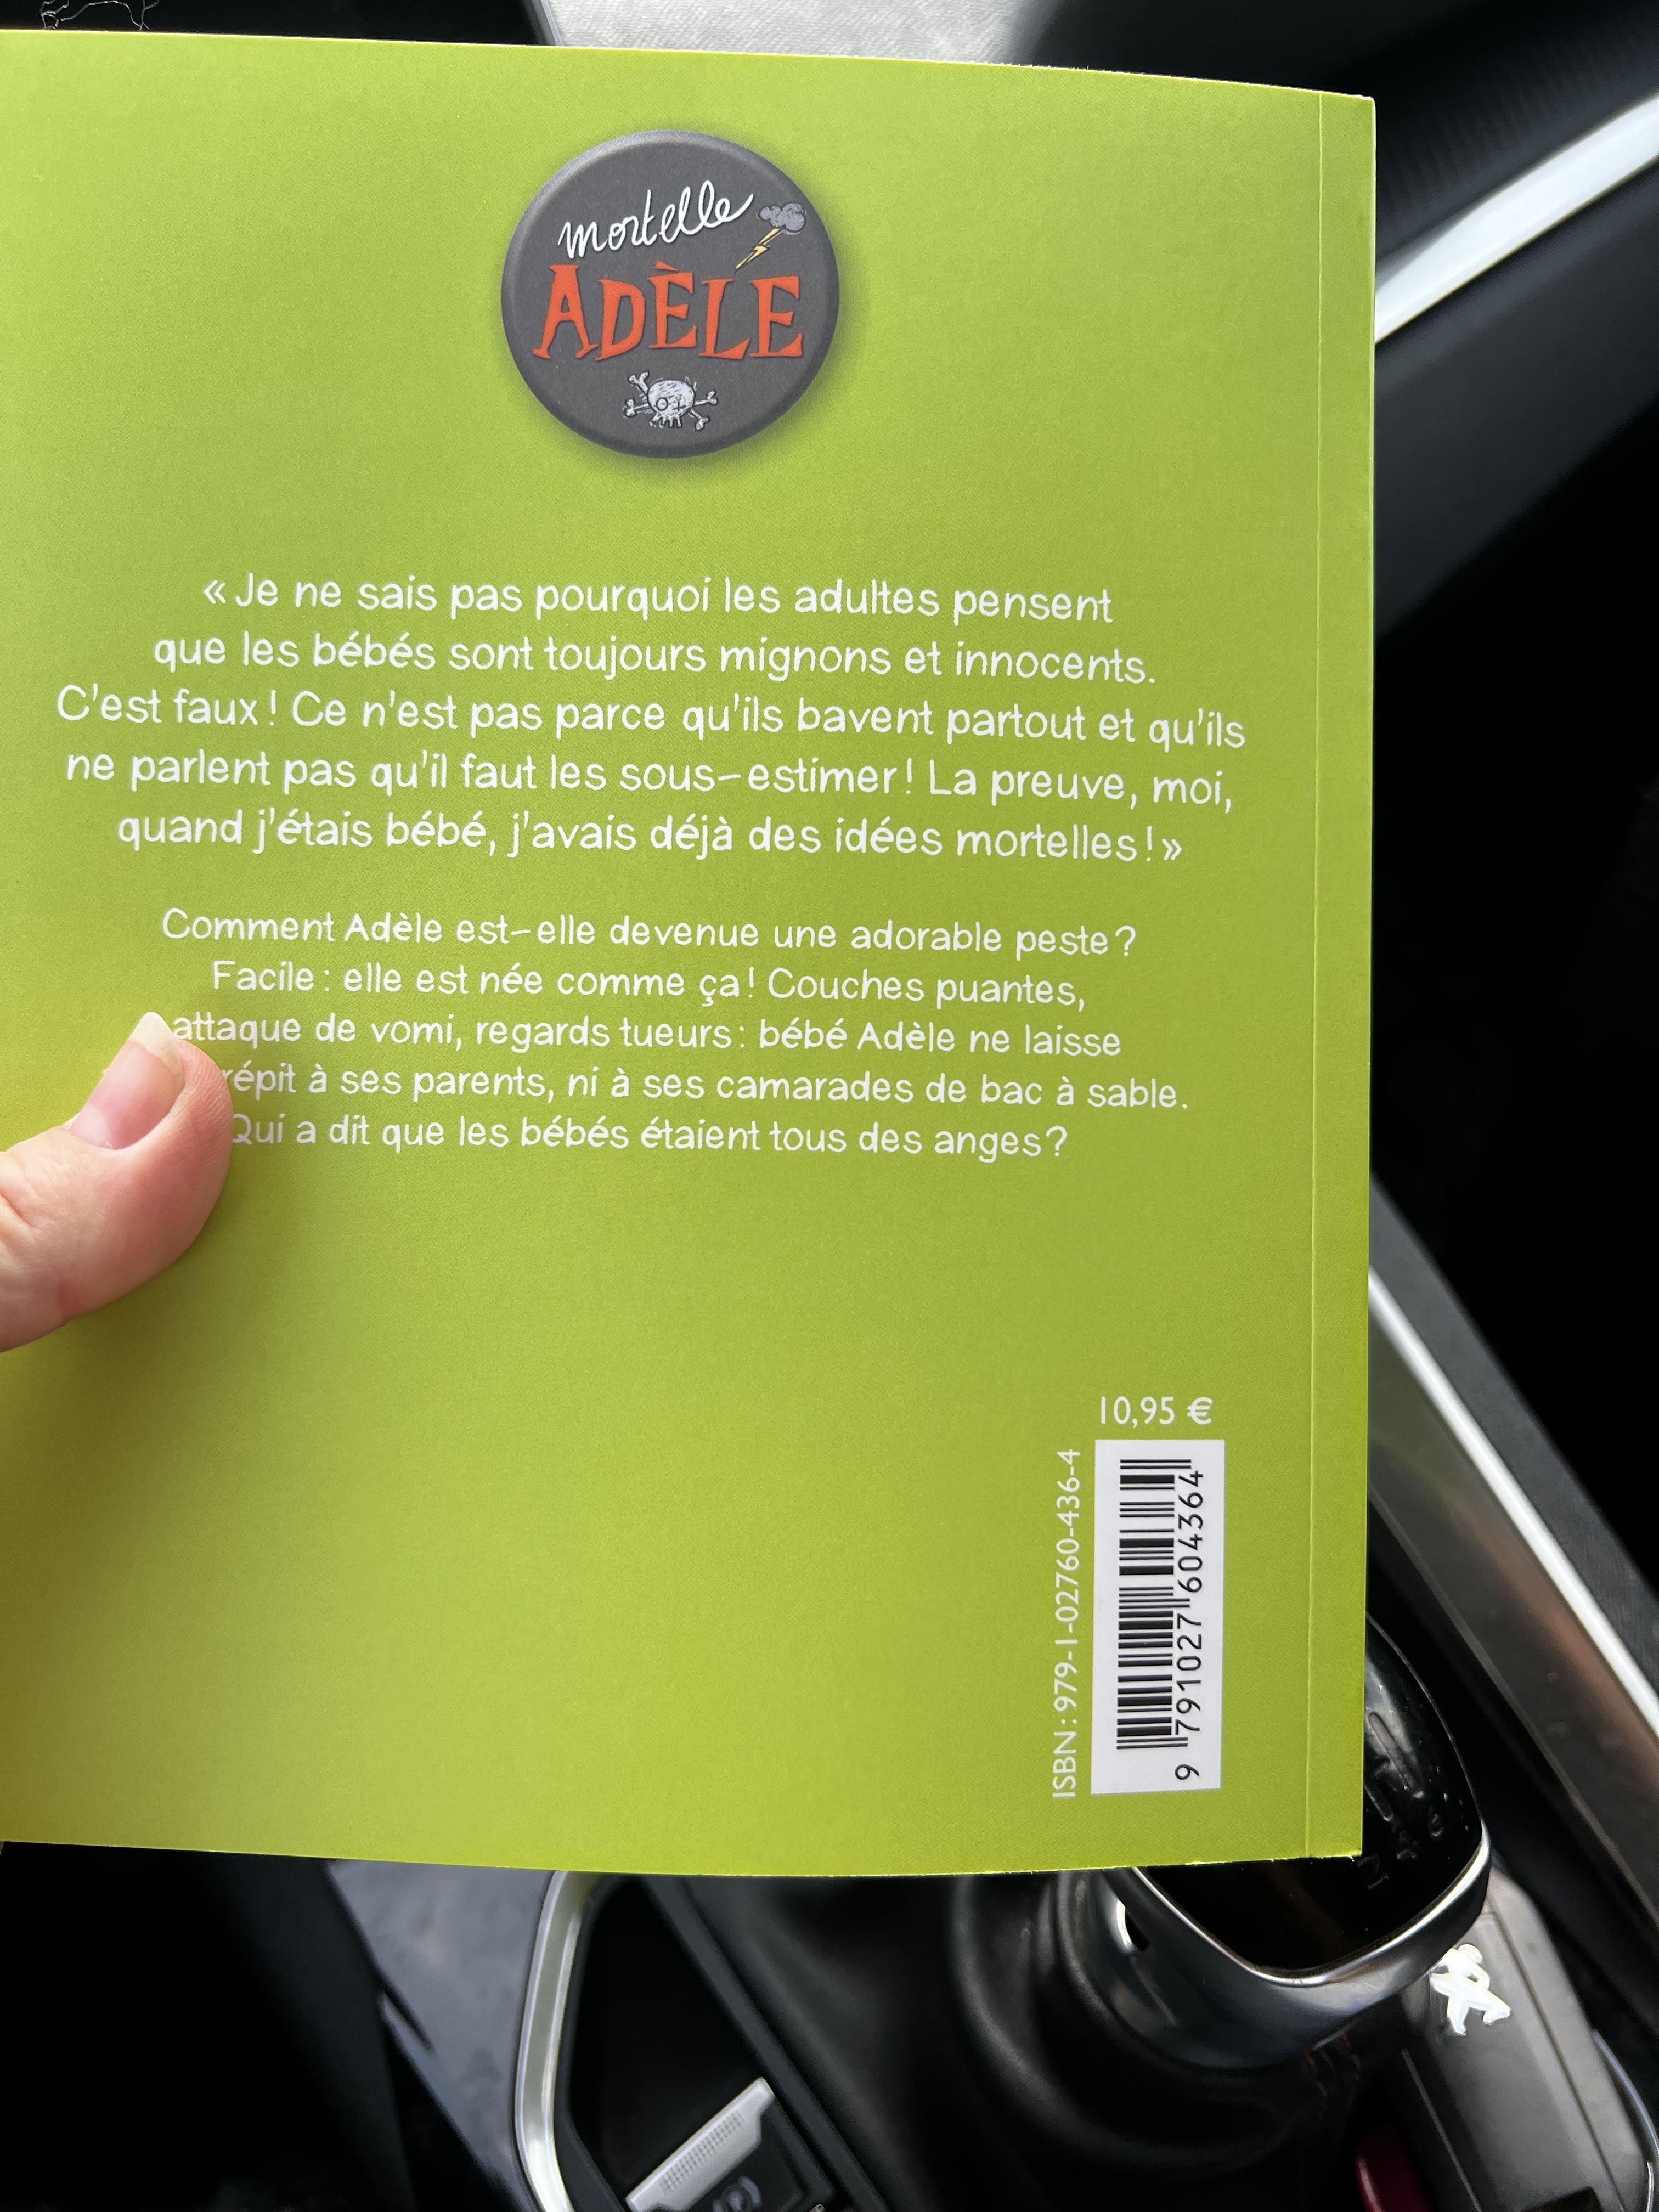 mortelle
ADÈLE
« Je ne sais pas pourquoi les adultes pensent
que les bébés sont toujours mignons et innocents.
C'est faux ! Ce n'est pas parce qu'ils bavent partout et qu'ils
ne parlent pas qu'il faut les sous-estimer ! La preuve, moi,
quand j'étais bébé, j'avais déjà des idées mortelles ! »
Comment Adèle est-elle devenue une adorable peste ?
Facile : elle est née comme ça ! Couches puantes,
attaque de vomi, regards tueurs : bébé Adèle ne laisse
répit à ses parents, ni à ses camarades de bac à sable.
Qui a dit que les bébés étaient tous des anges ?
10,95 €
ISBN : 979-1-02760-436-4
9 791027 604364